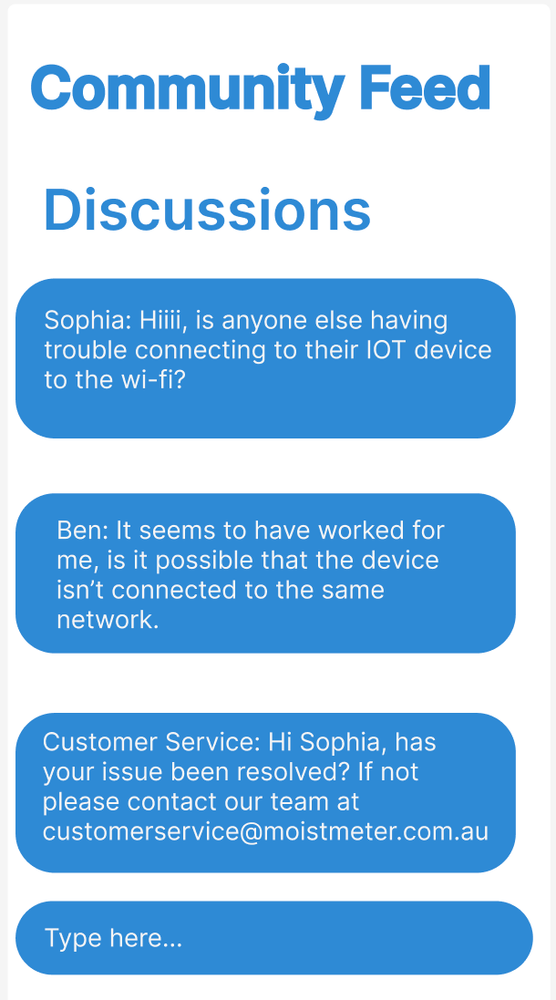 Community Feed
Discussions
Sophia: Hiiii, is anyone else having
trouble connecting to their IOT device
to the wi-fi?
Ben: It seems to have worked for
me, is it possible that the device
isn’t connected to the same
network.
Customer Service: Hi Sophia, has
your issue been resolved? If not
please contact our team at
customerservice@moistmeter.com.au
Type here...